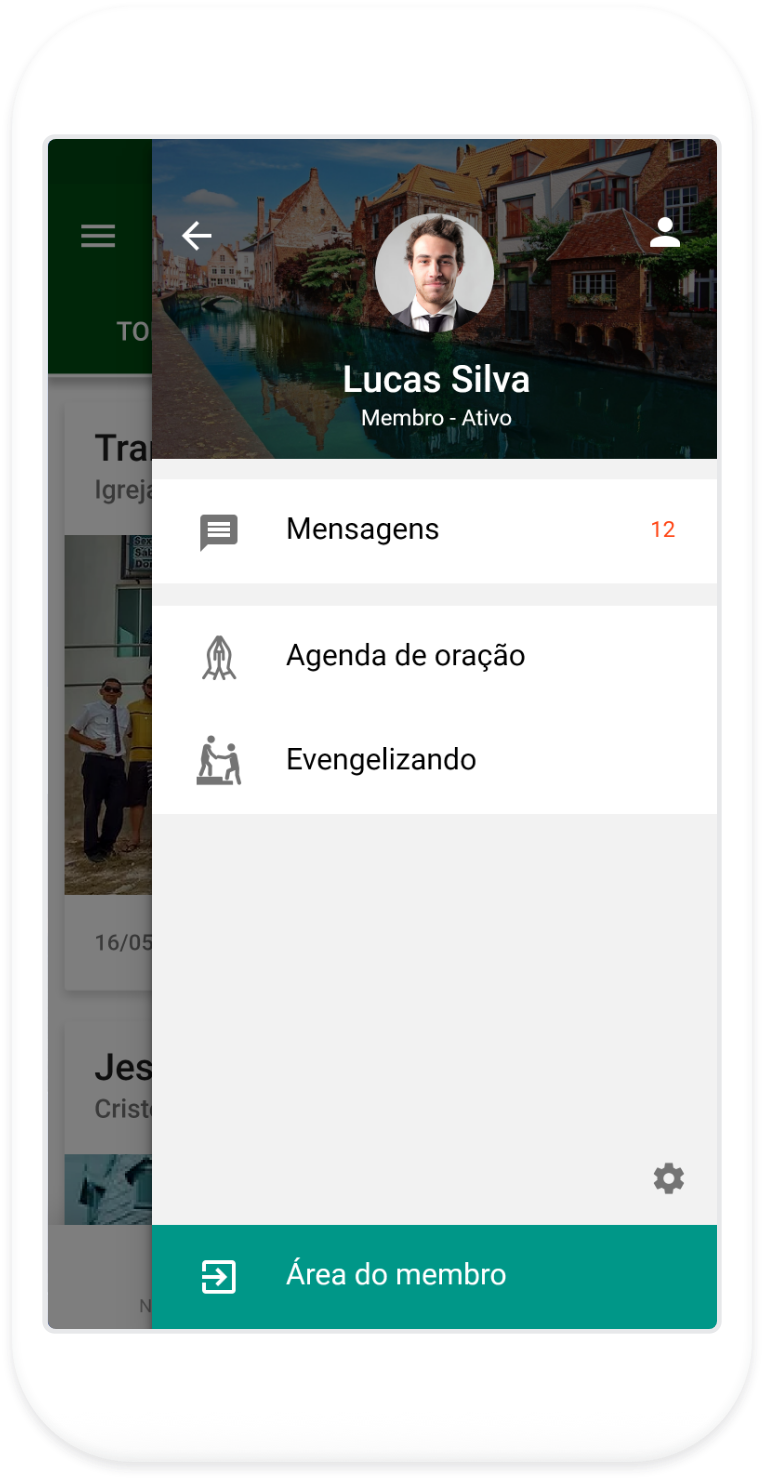 TO
Lucas Silva
Membro - Ativo
Tra
Igreja
Mensagens
12
Agenda de oração
Evengelizando
16/05
Jes
Crist
Área do membro
N